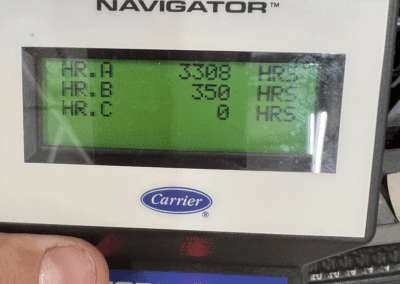 NAVIGATOR™
HR.A 3308 HRS
HR.B 350 HRS
HR.C 0 HRS
Carrier®